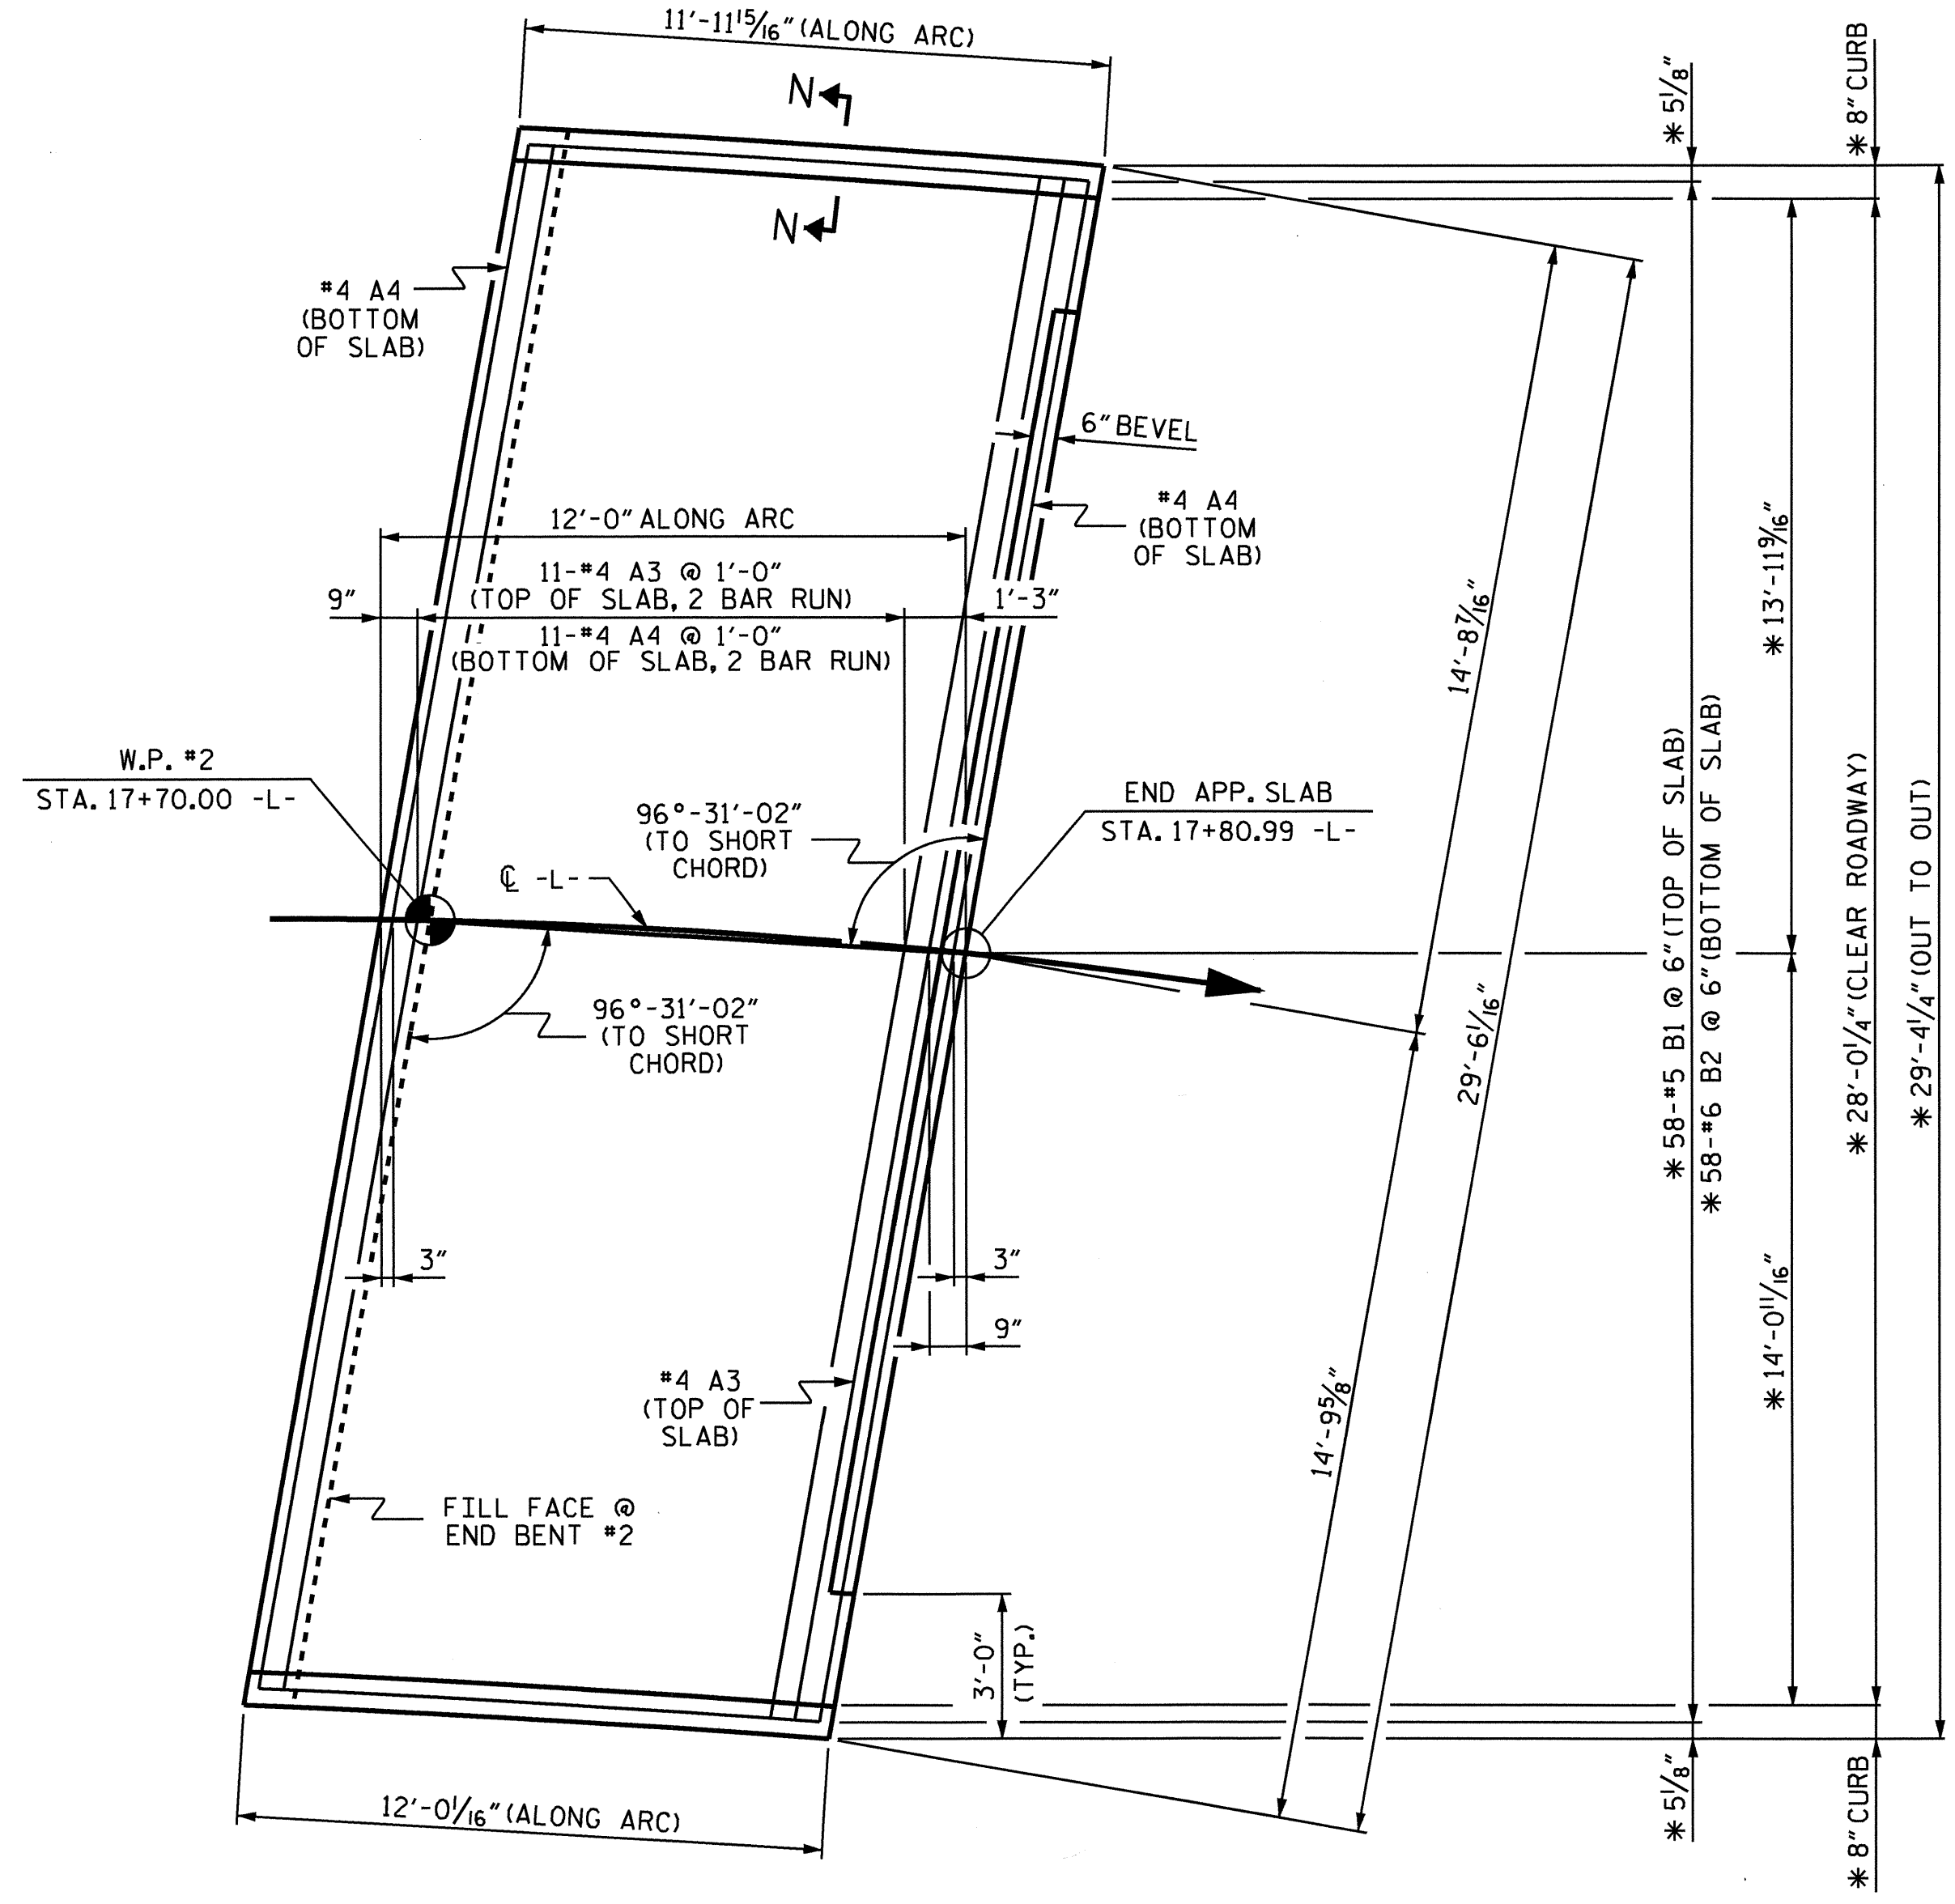 11'-11 15/16" (ALONG ARC)
N
N
#4 A4
(BOTTOM
OF SLAB)
6" BEVEL
#4 A4
(BOTTOM
OF SLAB)
12'-0" ALONG ARC
11-#4 A3 @ 1'-0"
(TOP OF SLAB, 2 BAR RUN)
9"
1'-3"
11-#4 A4 @ 1'-0"
(BOTTOM OF SLAB, 2 BAR RUN)
W.P. #2
STA. 17+70.00 -L-
96°-31'-02"
(TO SHORT
CHORD)
END APP. SLAB
STA. 17+80.99 -L-
℄ -L-
96°-31'-02"
(TO SHORT
CHORD)
3"
3"
9"
#4 A3
(TOP OF
SLAB)
FILL FACE @
END BENT #2
3'-0"
(TYP.)
12'-0 1/16" (ALONG ARC)
14'-8 7/16"
14'-9 5/8"
29'-6 1/16"
* 5 1/8"
* 58-#5 B1 @ 6" (TOP OF SLAB)
* 58-#6 B2 @ 6" (BOTTOM OF SLAB)
* 5 1/8"
* 13'-11 9/16"
* 14'-0 11/16"
* 8" CURB
* 28'-0 1/4" (CLEAR ROADWAY)
* 8" CURB
* 29'-4 1/4" (OUT TO OUT)